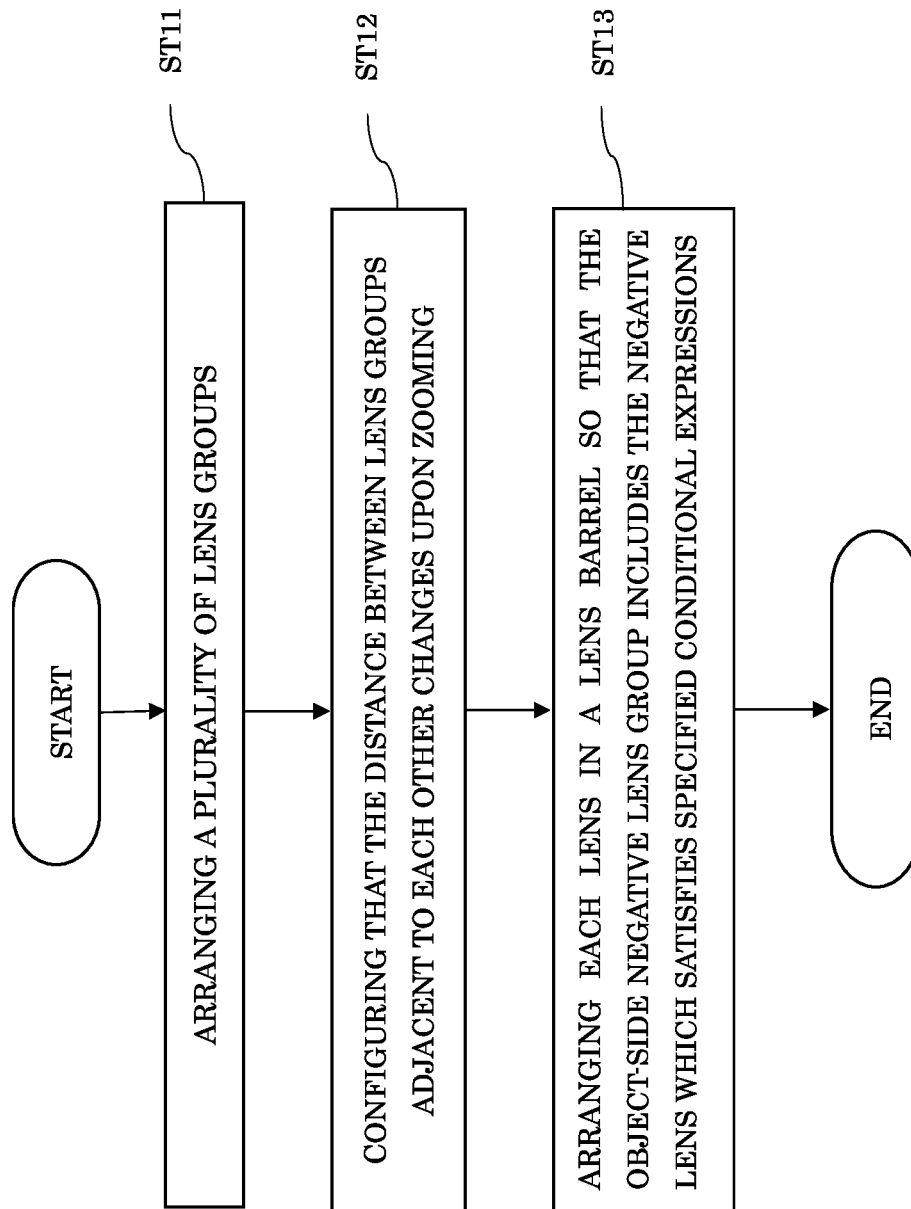 START
ARRANGING A PLURALITY OF LENS GROUPS
ST11
CONFIGURING THAT THE DISTANCE BETWEEN LENS GROUPS
ADJACENT TO EACH OTHER CHANGES UPON ZOOMING
ST12
ARRANGING EACH LENS IN A LENS BARREL SO THAT THE
OBJECT-SIDE NEGATIVE LENS GROUP INCLUDES THE NEGATIVE
LENS WHICH SATISFIES SPECIFIED CONDITIONAL EXPRESSIONS
ST13
END